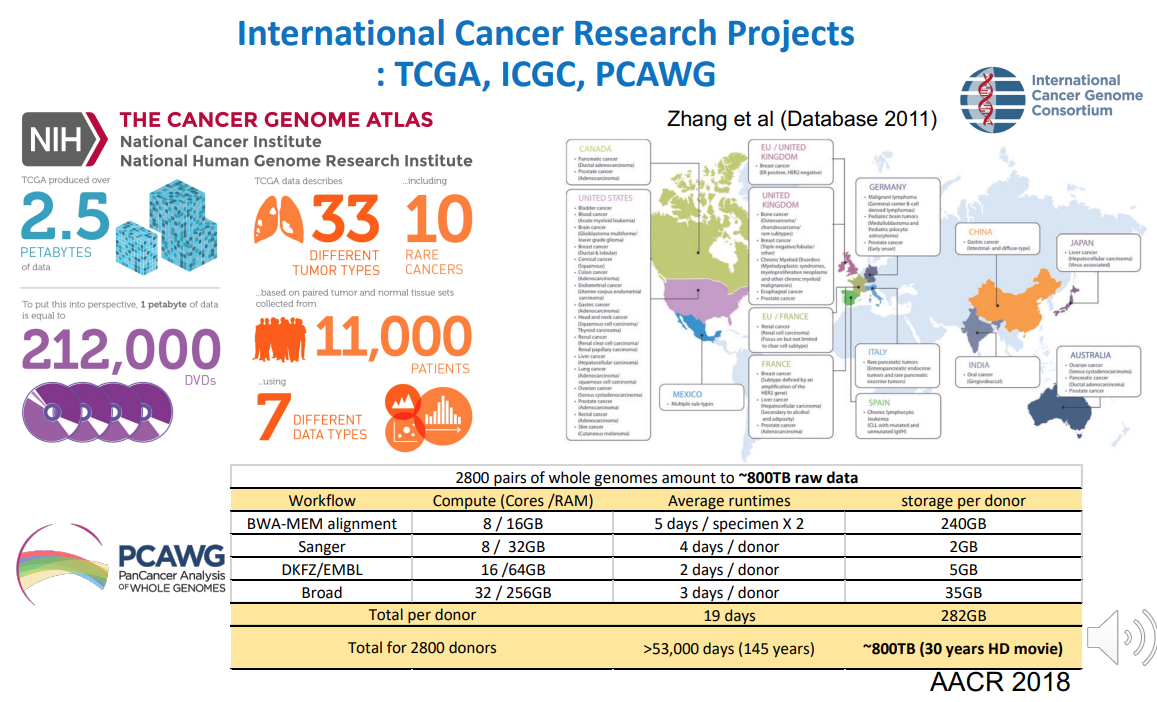 International Cancer Research Projects
: TCGA, ICGC, PCAWG
International
Cancer Genome
Consortium
NIH
THE CANCER GENOME ATLAS
National Cancer Institute
National Human Genome Research Institute
TCGA produced over
2.5
PETABYTES
of data
To put this into perspective, 1 petabyte of data
is equal to
212,000
DVDs
TCGA data describes
33
DIFFERENT
TUMOR TYPES
...including
10
RARE
CANCERS
...based on paired tumor and normal tissue sets
collected from
11,000
PATIENTS
...using
7 DIFFERENT
DATA TYPES
Zhang et al (Database 2011)
CANADA
• Pancreatic cancer
(Ductal adenocarcinoma)
• Prostate cancer
(Adenocarcinoma)
UNITED STATES
• Bladder cancer
• Blood cancer
(Acute myeloid leukemia)
• Brain cancer
(Glioblastoma multiforme/
lower grade glioma)
• Breast cancer
(Ductal & lobular)
• Cervical cancer
(Squamous)
• Colon cancer
(Adenocarcinoma)
• Endometrial cancer
(Uterine corpus endometrial
carcinoma)
• Gastric cancer
(Adenocarcinoma)
• Head and neck cancer
(Squamous cell carcinoma/
Thyroid carcinoma)
• Renal cancer
(Renal clear cell carcinoma/
Renal papillary carcinoma)
• Liver cancer
(Hepatocellular carcinoma)
• Lung cancer
(Adenocarcinoma/
squamous cell carcinoma)
• Ovarian cancer
(Serous cystadenocarcinoma)
• Prostate cancer
(Adenocarcinoma)
• Rectal cancer
(Adenocarcinoma)
• Skin cancer
(Cutaneous melanoma)
MEXICO
• Multiple sub-types
EU / UNITED
KINGDOM
• Breast cancer
(ER positive, HER2 negative)
UNITED
KINGDOM
• Bone cancer
(Osteosarcoma/
chondrosarcoma/
rare subtypes)
• Breast cancer
(Triple negative/lobular/
other)
• Chronic Myeloid Disorders
(Myelodysplastic syndromes,
myeloproliferative neoplasms
and other chronic myeloid
malignancies)
• Esophageal cancer
• Prostate cancer
EU / FRANCE
• Renal cancer
(Renal cell carcinoma)
(Focus on but not limited
to clear cell subtype)
FRANCE
• Breast cancer
(Subtype defined by an
amplification of the
HER2 gene)
• Liver cancer
(Hepatocellular carcinoma)
(Secondary to alcohol
and adiposity)
• Prostate cancer
(Adenocarcinoma)
GERMANY
• Malignant lymphoma
(Germinal center B-cell
derived lymphomas)
• Pediatric brain tumors
(Medulloblastoma and
Pediatric pilocytic
astrocytoma)
• Prostate cancer
(Early onset)
ITALY
• Rare pancreatic tumors
(Enteropancreatic endocrine
tumors and rare pancreatic
exocrine tumors)
SPAIN
• Chronic lymphocytic
leukemia
(CLL with mutated and
unmutated IgVH)
CHINA
• Gastric cancer
(Intestinal- and diffuse-type)
INDIA
• Oral cancer
(Gingivobuccal)
JAPAN
• Liver cancer
(Hepatocellular carcinoma)
(Virus-associated)
AUSTRALIA
• Ovarian cancer
(Serous cystadenocarcinoma)
• Pancreatic cancer
(Ductal adenocarcinoma)
• Prostate cancer
PCAWG
PANCANCER ANALYSIS
OF WHOLE GENOMES
2800 pairs of whole genomes amount to ~800TB raw data
Workflow Compute (Cores /RAM) Average runtimes storage per donor
BWA-MEM alignment 8 / 16GB 5 days / specimen X 2 240GB
Sanger 8 / 32GB 4 days / donor 2GB
DKFZ/EMBL 16 /64GB 2 days / donor 5GB
Broad 32 / 256GB 3 days / donor 35GB
Total per donor 19 days 282GB
Total for 2800 donors >53,000 days (145 years) ~800TB (30 years HD movie)
AACR 2018